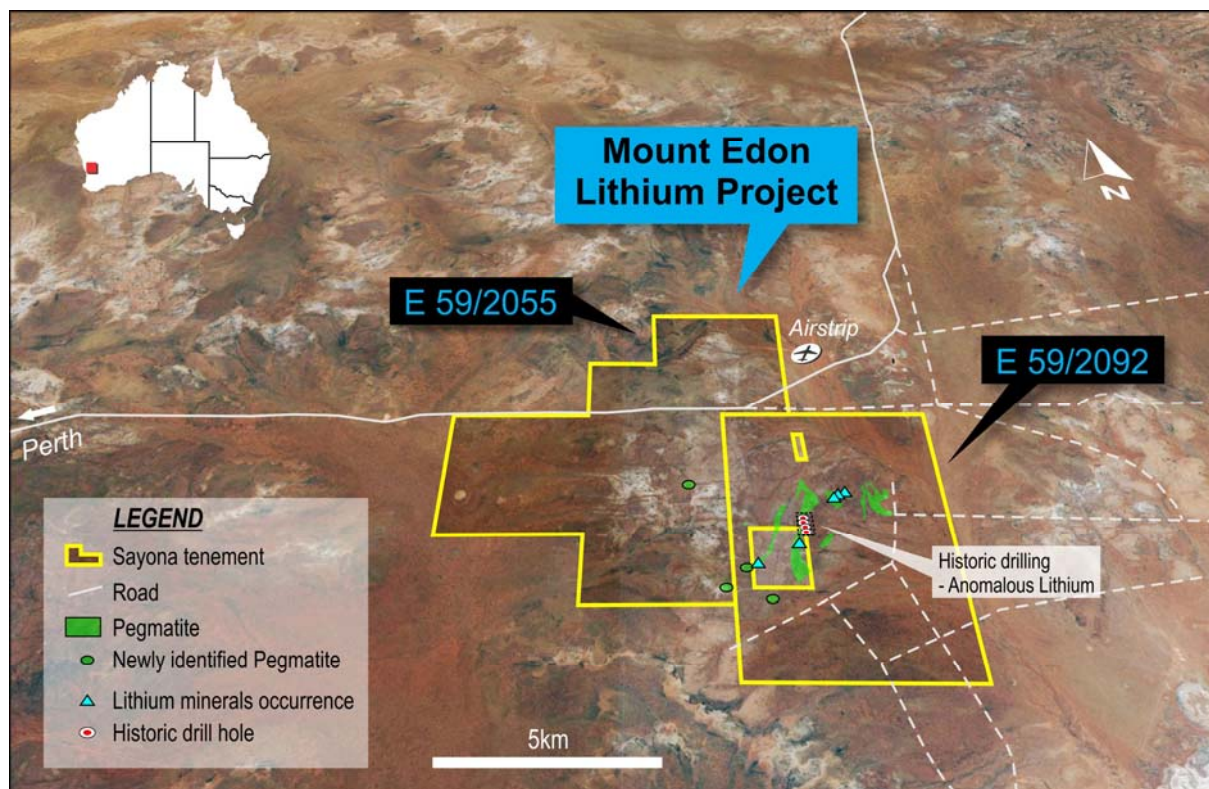 Mount Edon
Lithium Project
E 59/2055
Airstrip
E 59/2092
Perth
N
Historic drilling
- Anomalous Lithium
LEGEND
Sayona tenement
Road
Pegmatite
Newly identified Pegmatite
Lithium minerals occurrence
Historic drill hole
5km